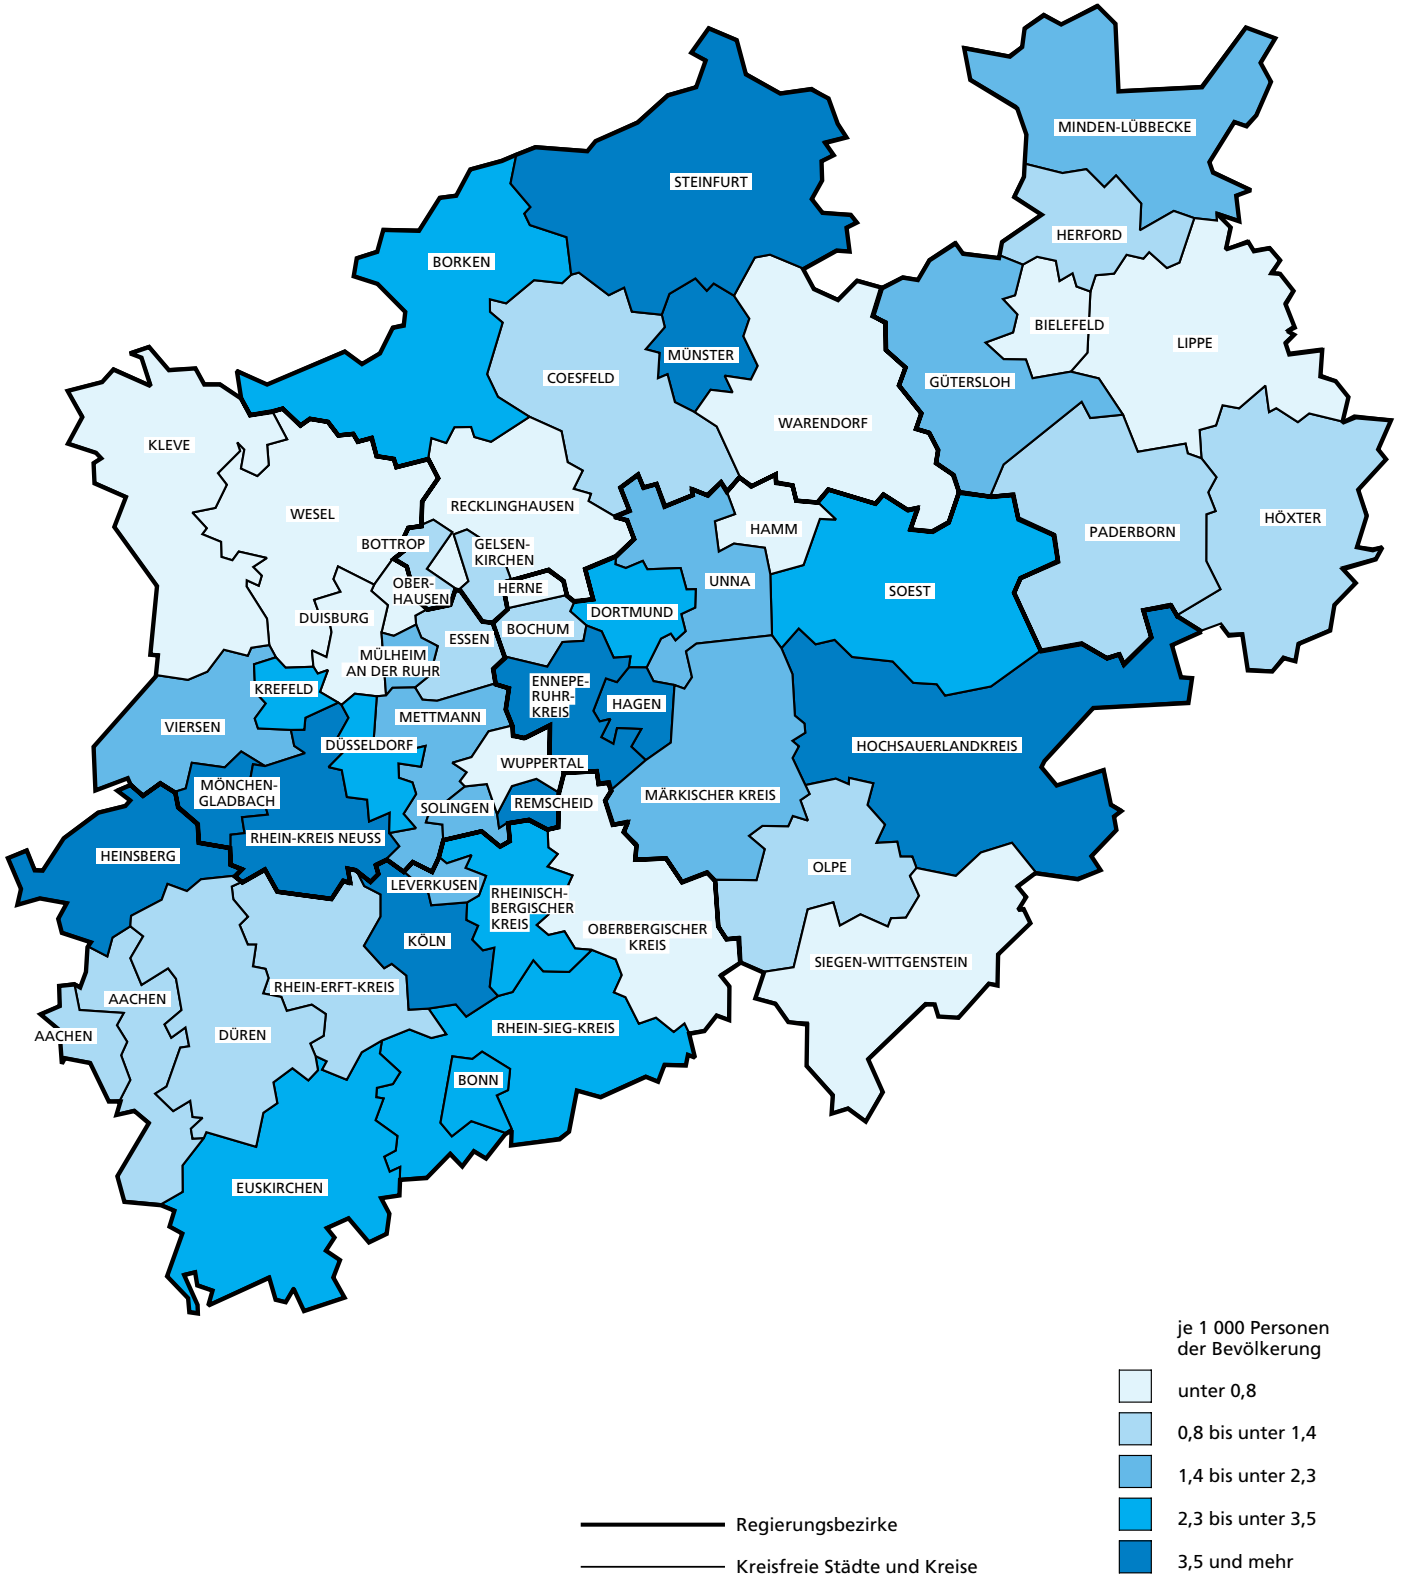 MINDEN-LÜBBECKE
STEINFURT
HERFORD
BORKEN
BIELEFELD
LIPPE
MÜNSTER
COESFELD
GÜTERSLOH
WARENDORF
KLEVE
RECKLINGHAUSEN
WESEL
HÖXTER
HAMM
PADERBORN
BOTTROP
GELSEN-
KIRCHEN
UNNA
OBER-
HAUSEN
HERNE
SOEST
DORTMUND
DUISBURG
BOCHUM
ESSEN
MÜLHEIM
AN DER RUHR
KREFELD
ENNEPE-
RUHR-
KREIS
HAGEN
METTMANN
VIERSEN
DÜSSELDORF
HOCHSAUERLANDKREIS
WUPPERTAL
MÖNCHEN-
GLADBACH
MÄRKISCHER KREIS
REMSCHEID
SOLINGEN
RHEIN-KREIS NEUSS
HEINSBERG
OLPE
LEVERKUSEN
RHEINISCH-
BERGISCHER
KREIS
OBERBERGISCHER
KREIS
KÖLN
SIEGEN-WITTGENSTEIN
RHEIN-ERFT-KREIS
AACHEN
RHEIN-SIEG-KREIS
AACHEN
DÜREN
BONN
EUSKIRCHEN
je 1 000 Personen
der Bevölkerung
unter 0,8
0,8 bis unter 1,4
1,4 bis unter 2,3
2,3 bis unter 3,5
3,5 und mehr
Regierungsbezirke
Kreisfreie Städte und Kreise